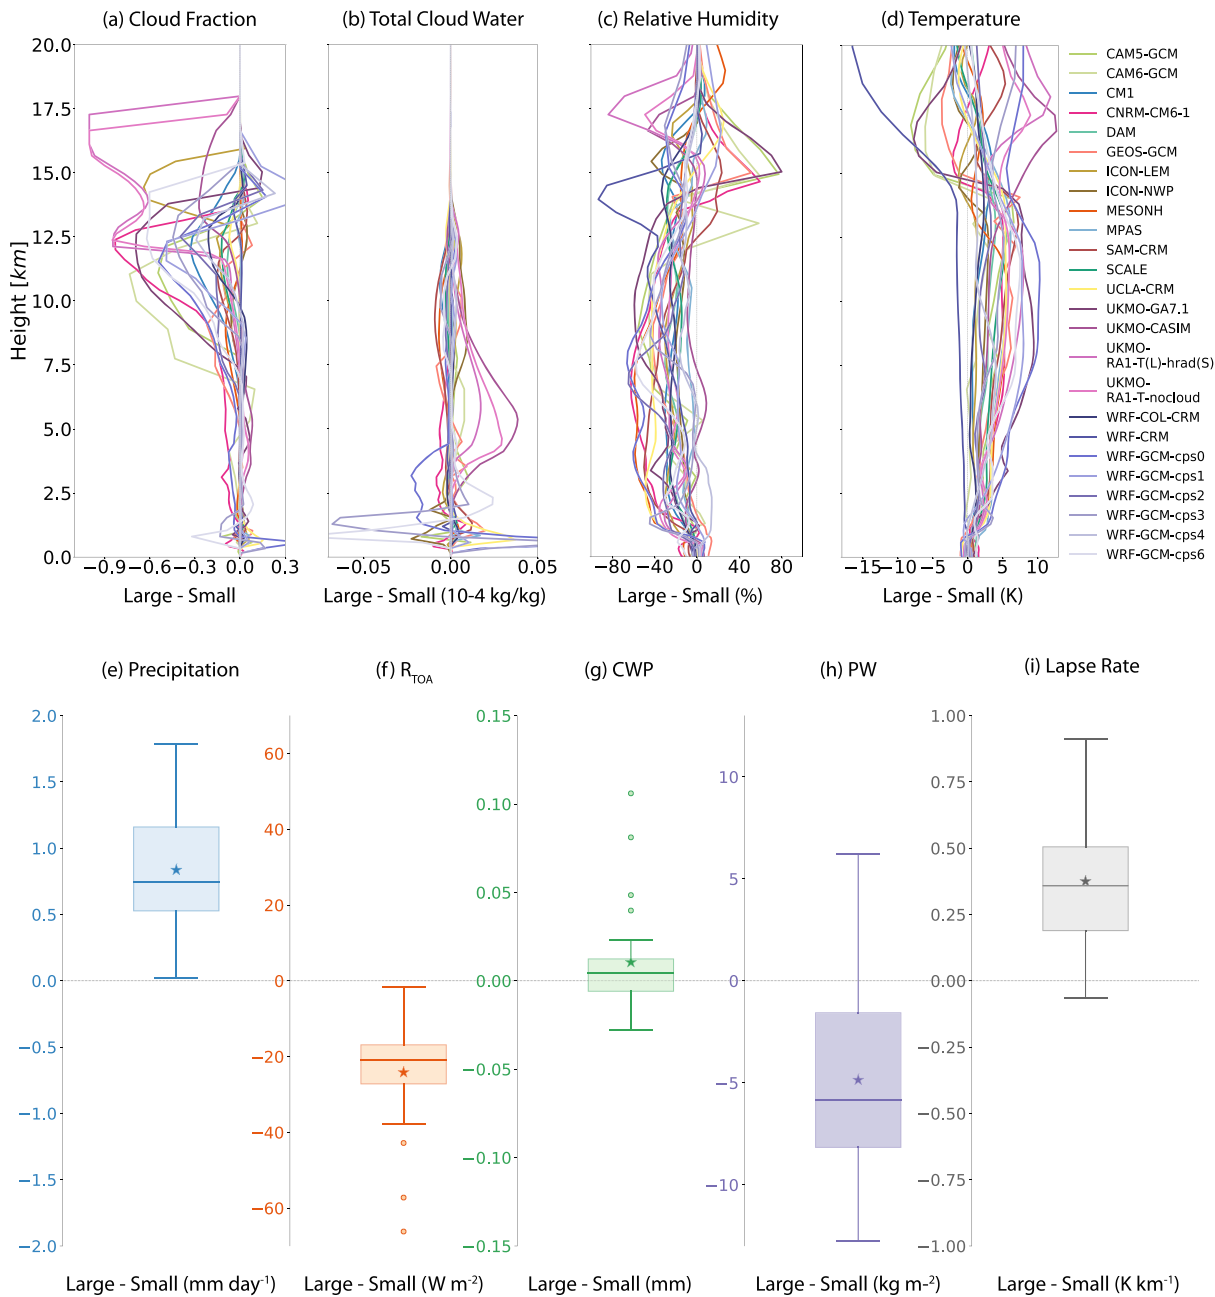 (a) Cloud Fraction
(b) Total Cloud Water
(c) Relative Humidity
(d) Temperature
Height [km]
20.0
17.5
15.0
12.5
10.0
7.5
5.0
2.5
0.0
−0.9 −0.6 −0.3 0.0 0.3
Large - Small
−0.05 0.00 0.05
Large - Small (10-4 kg/kg)
−80 −40 0 40 80
Large - Small (%)
−15 −10 −5 0 5 10
Large - Small (K)
CAM5-GCM
CAM6-GCM
CM1
CNRM-CM6-1
DAM
GEOS-GCM
ICON-LEM
ICON-NWP
MESONH
MPAS
SAM-CRM
SCALE
UCLA-CRM
UKMO-GA7.1
UKMO-CASIM
UKMO-
RA1-T(L)-hrad(S)
UKMO-
RA1-T-nocloud
WRF-COL-CRM
WRF-CRM
WRF-GCM-cps0
WRF-GCM-cps1
WRF-GCM-cps2
WRF-GCM-cps3
WRF-GCM-cps4
WRF-GCM-cps6
(e) Precipitation
2.0
1.5
1.0
0.5
0.0
−0.5
−1.0
−1.5
−2.0
Large - Small (mm day⁻¹)
(f) R_TOA
60
40
20
0
−20
−40
−60
Large - Small (W m⁻²)
(g) CWP
0.15
0.10
0.05
0.00
−0.05
−0.10
−0.15
Large - Small (mm)
(h) PW
10
5
0
−5
−10
Large - Small (kg m⁻²)
(i) Lapse Rate
1.00
0.75
0.50
0.25
0.00
−0.25
−0.50
−0.75
−1.00
Large - Small (K km⁻¹)